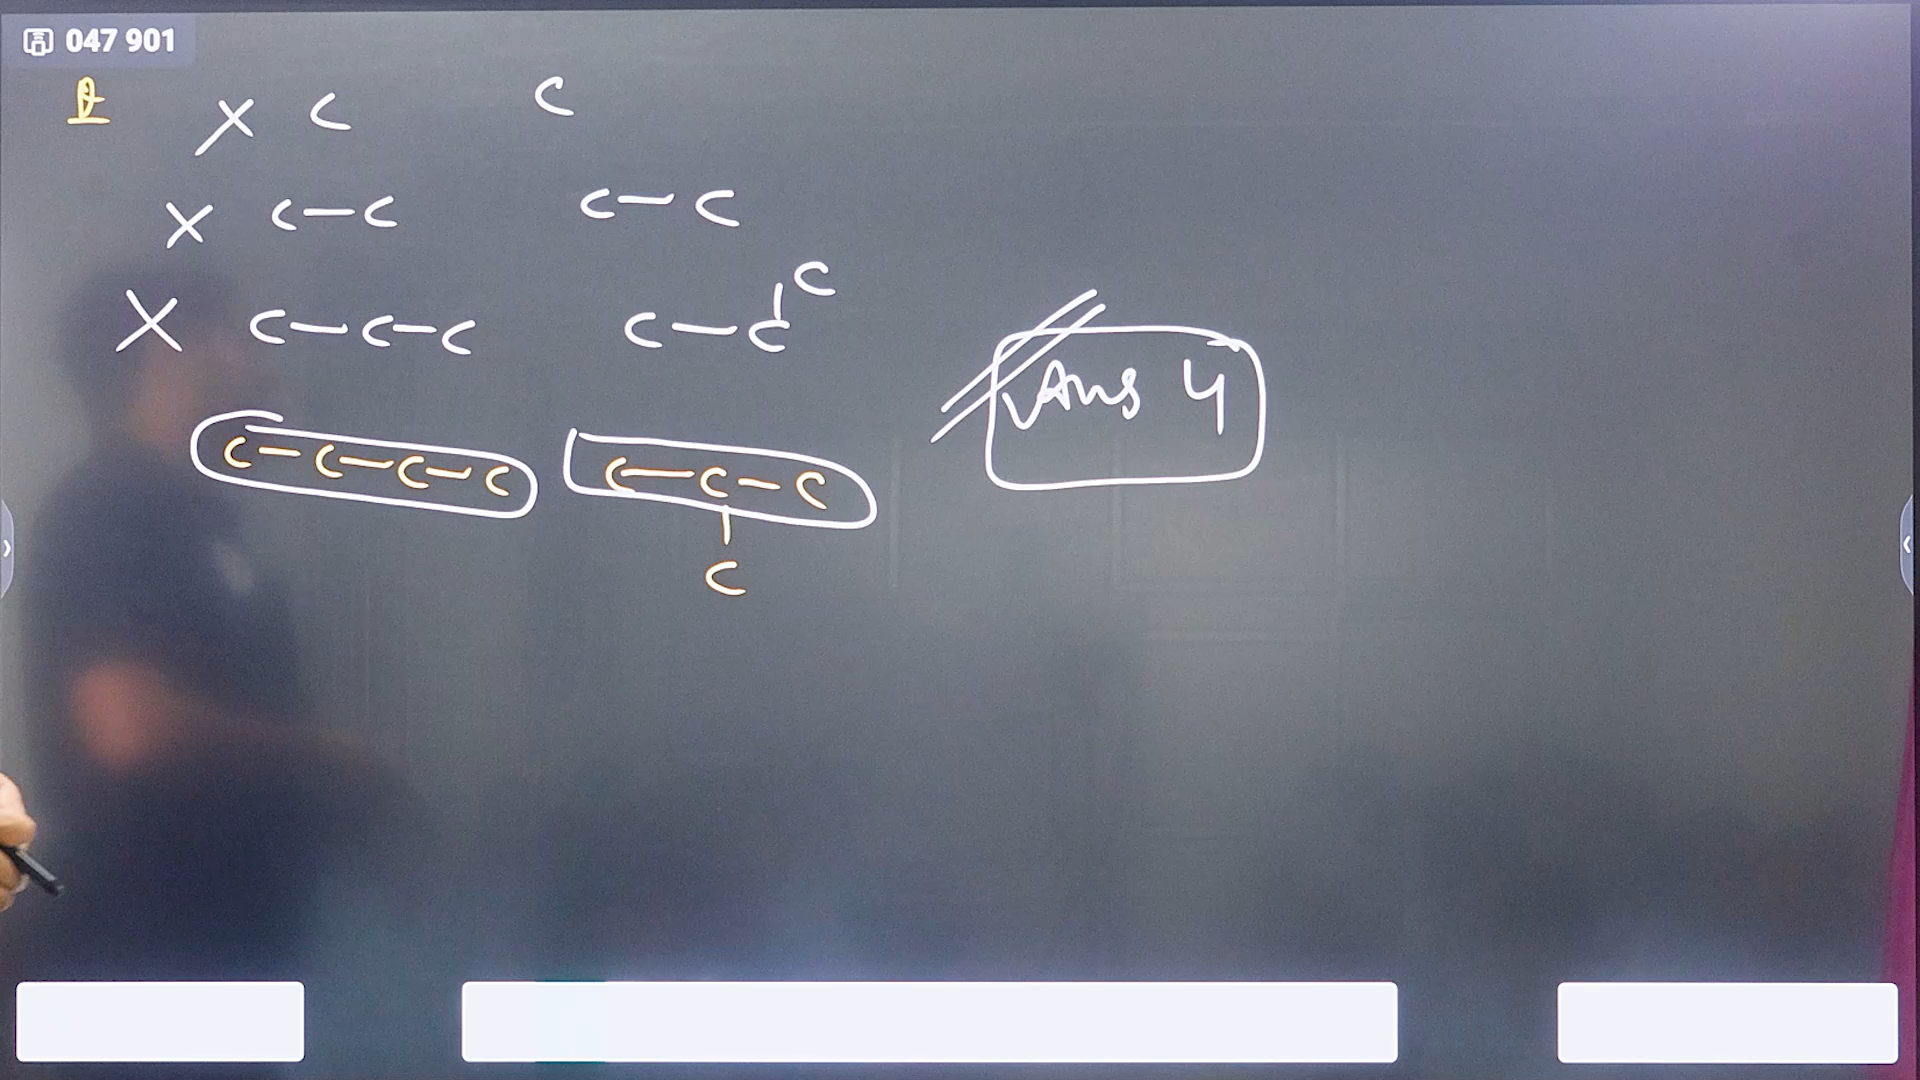 047 901
X C C
X C-C C-C
C
X C-C-C C-C
Ans 4
C-C-C-C C-C-C
C